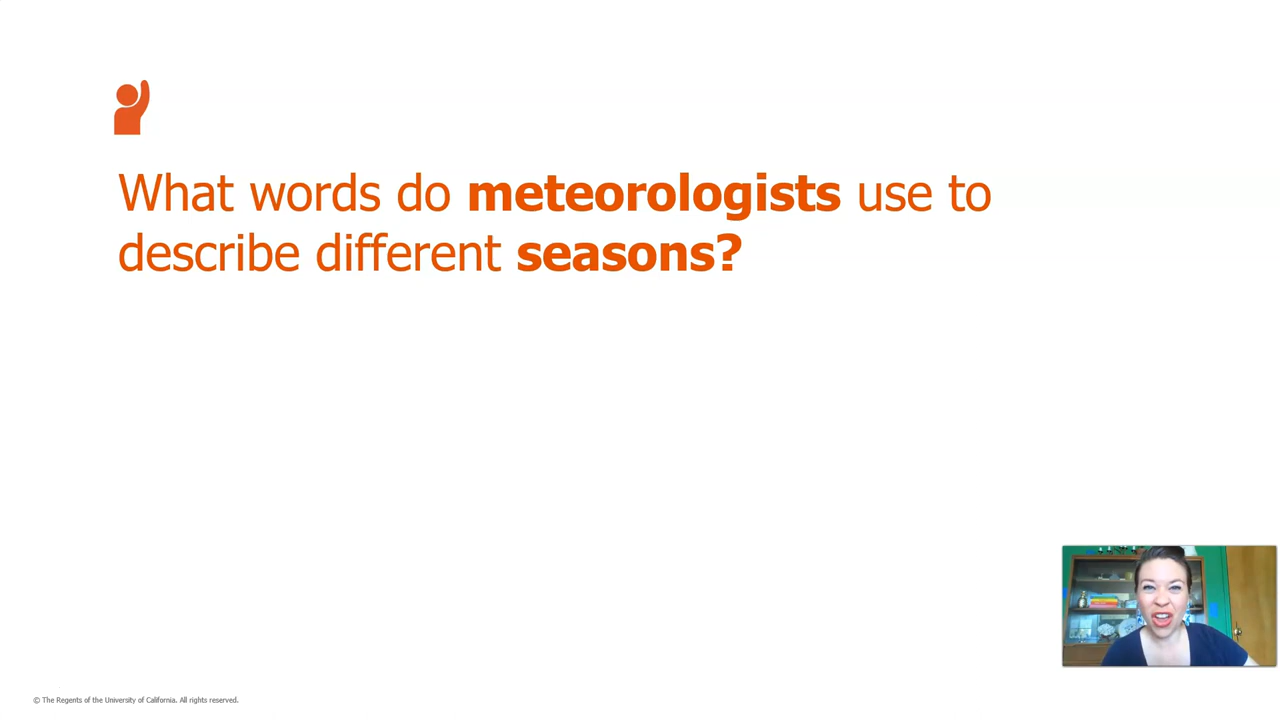 What words do meteorologists use to
describe different seasons?
© The Regents of the University of California. All rights reserved.